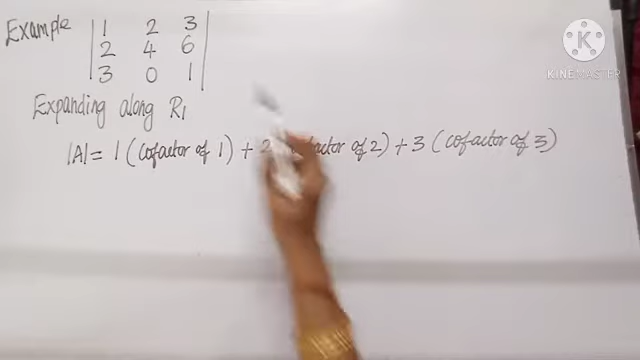 Example
1 2 3
2 4 6
3 0 1
Expanding along R1
|A| = 1 (cofactor of 1) + 2 of 2) + 3 (cofactor of 3)
KINEMASTER